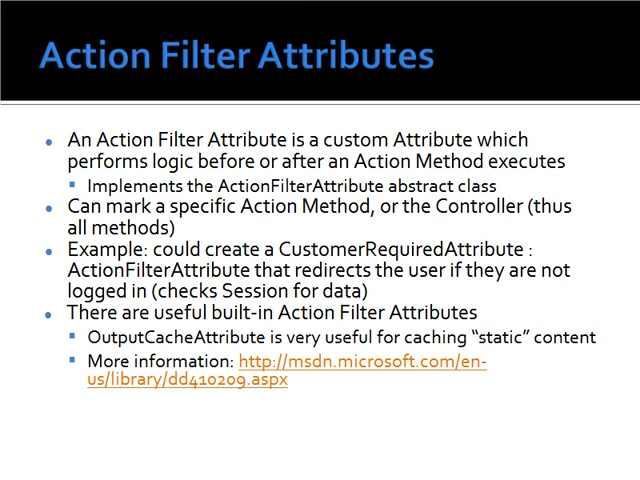 Action Filter Attributes
• An Action Filter Attribute is a custom Attribute which
performs logic before or after an Action Method executes
▪ Implements the ActionFilterAttribute abstract class
• Can mark a specific Action Method, or the Controller (thus
all methods)
• Example: could create a CustomerRequiredAttribute :
ActionFilterAttribute that redirects the user if they are not
logged in (checks Session for data)
• There are useful built-in Action Filter Attributes
▪ OutputCacheAttribute is very useful for caching “static” content
▪ More information: http://msdn.microsoft.com/en-
us/library/dd410209.aspx